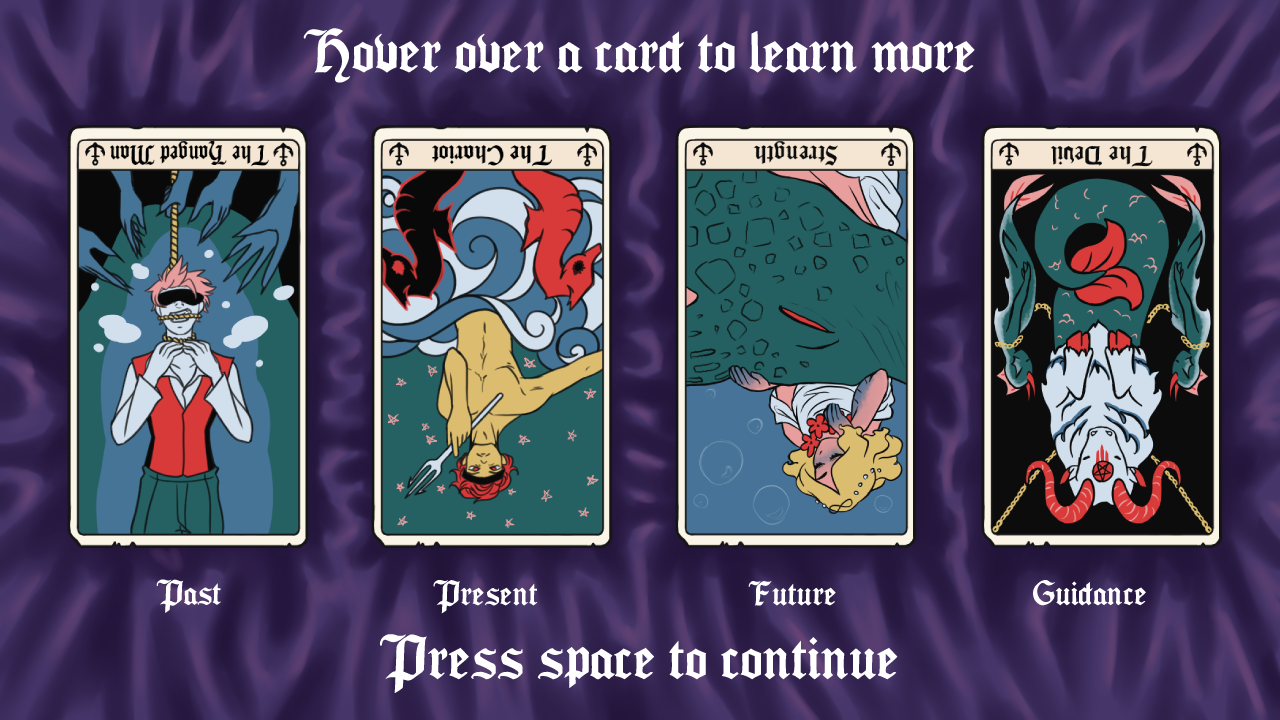 Hover over a card to learn more
The Hanged Man
The Chariot
Strength
The Devil
Past
Present
Future
Guidance
Press space to continue